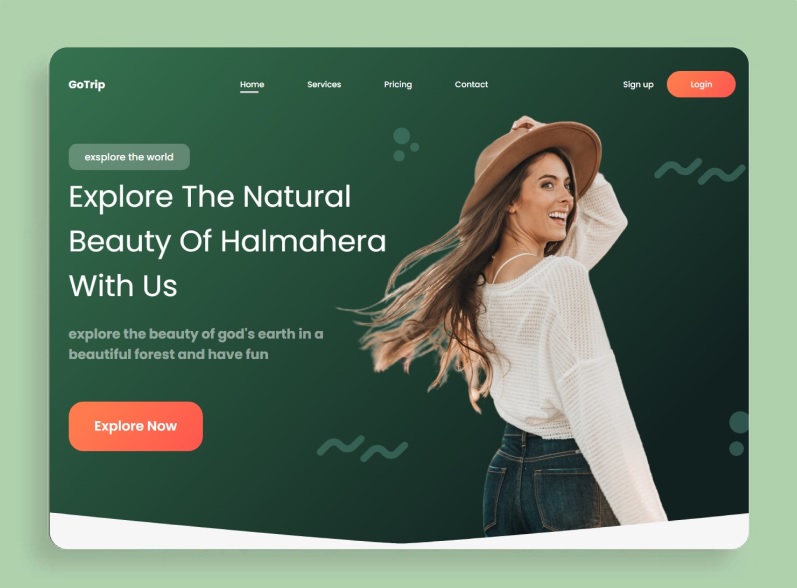 GoTrip
Home Services Pricing Contact
Sign up Login
exsplore the world
Explore The Natural
Beauty Of Halmahera
With Us
explore the beauty of god's earth in a
beautiful forest and have fun
Explore Now